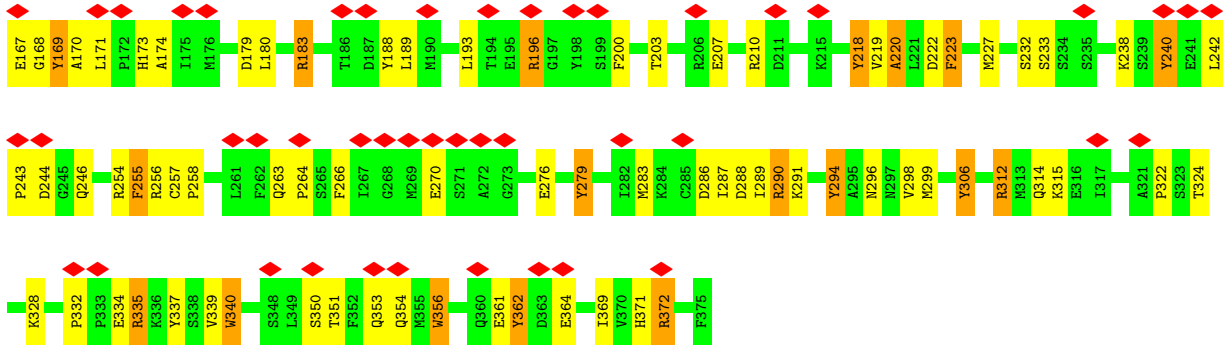 E167 G168 Y169 A170 L171 P172 H173 A174 I175 M176 D179 L180 R183 T186 D187 Y188 L189 M190 L193 T194 E195 R196 G197 Y198 S199 F200 T203 R206 E207 R210 D211 K215 Y218 V219 A220 L221 D222 F223 M227 S232 S233 S234 S235 K238 S239 Y240 E241 L242
P243 D244 G245 Q246 R254 F255 R256 C257 P258 L261 F262 Q263 P264 S265 F266 I267 G268 M269 E270 S271 A272 G273 E276 Y279 I282 M283 K284 C285 D286 I287 D288 I289 R290 K291 Y294 A295 N296 N297 V298 M299 Y306 R312 M313 Q314 K315 E316 I317 A321 P322 S323 T324
K328 P332 P333 E334 R335 K336 Y337 S338 V339 W340 S348 L349 S350 T351 F352 Q353 Q354 M355 W356 Q360 E361 Y362 D363 E364 I369 V370 H371 R372 F375